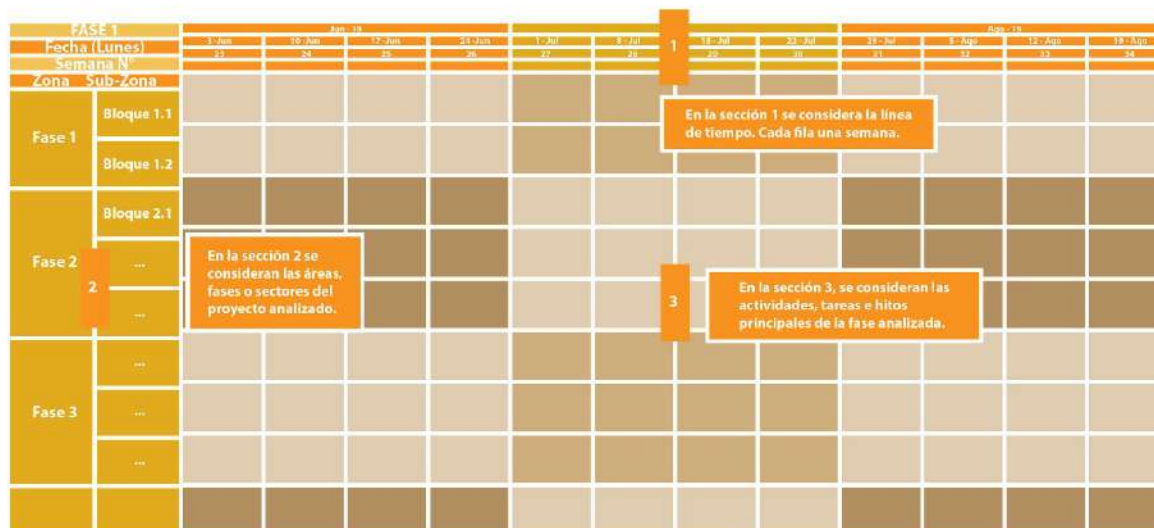 FASE 1
Jun - 19
Ago - 19
Fecha (Lunes)
3 -Jun
10 -Jun
17 -Jun
24 -Jun
1 -Jul
8 -Jul
15 -Jul
22 -Jul
29 -Jul
5 -Ago
12 -Ago
19 -Ago
Semana N°
23
24
25
26
27
28
29
30
31
32
33
34
Zona Sub-Zona
1
En la sección 1 se considera la línea
de tiempo. Cada fila una semana.
Fase 1
Bloque 1.1
Bloque 1.2
Fase 2
Bloque 2.1
...
...
2
En la sección 2 se
consideran las áreas,
fases o sectores del
proyecto analizado.
3
En la sección 3, se consideran las
actividades, tareas e hitos
principales de la fase analizada.
Fase 3
...
...
...